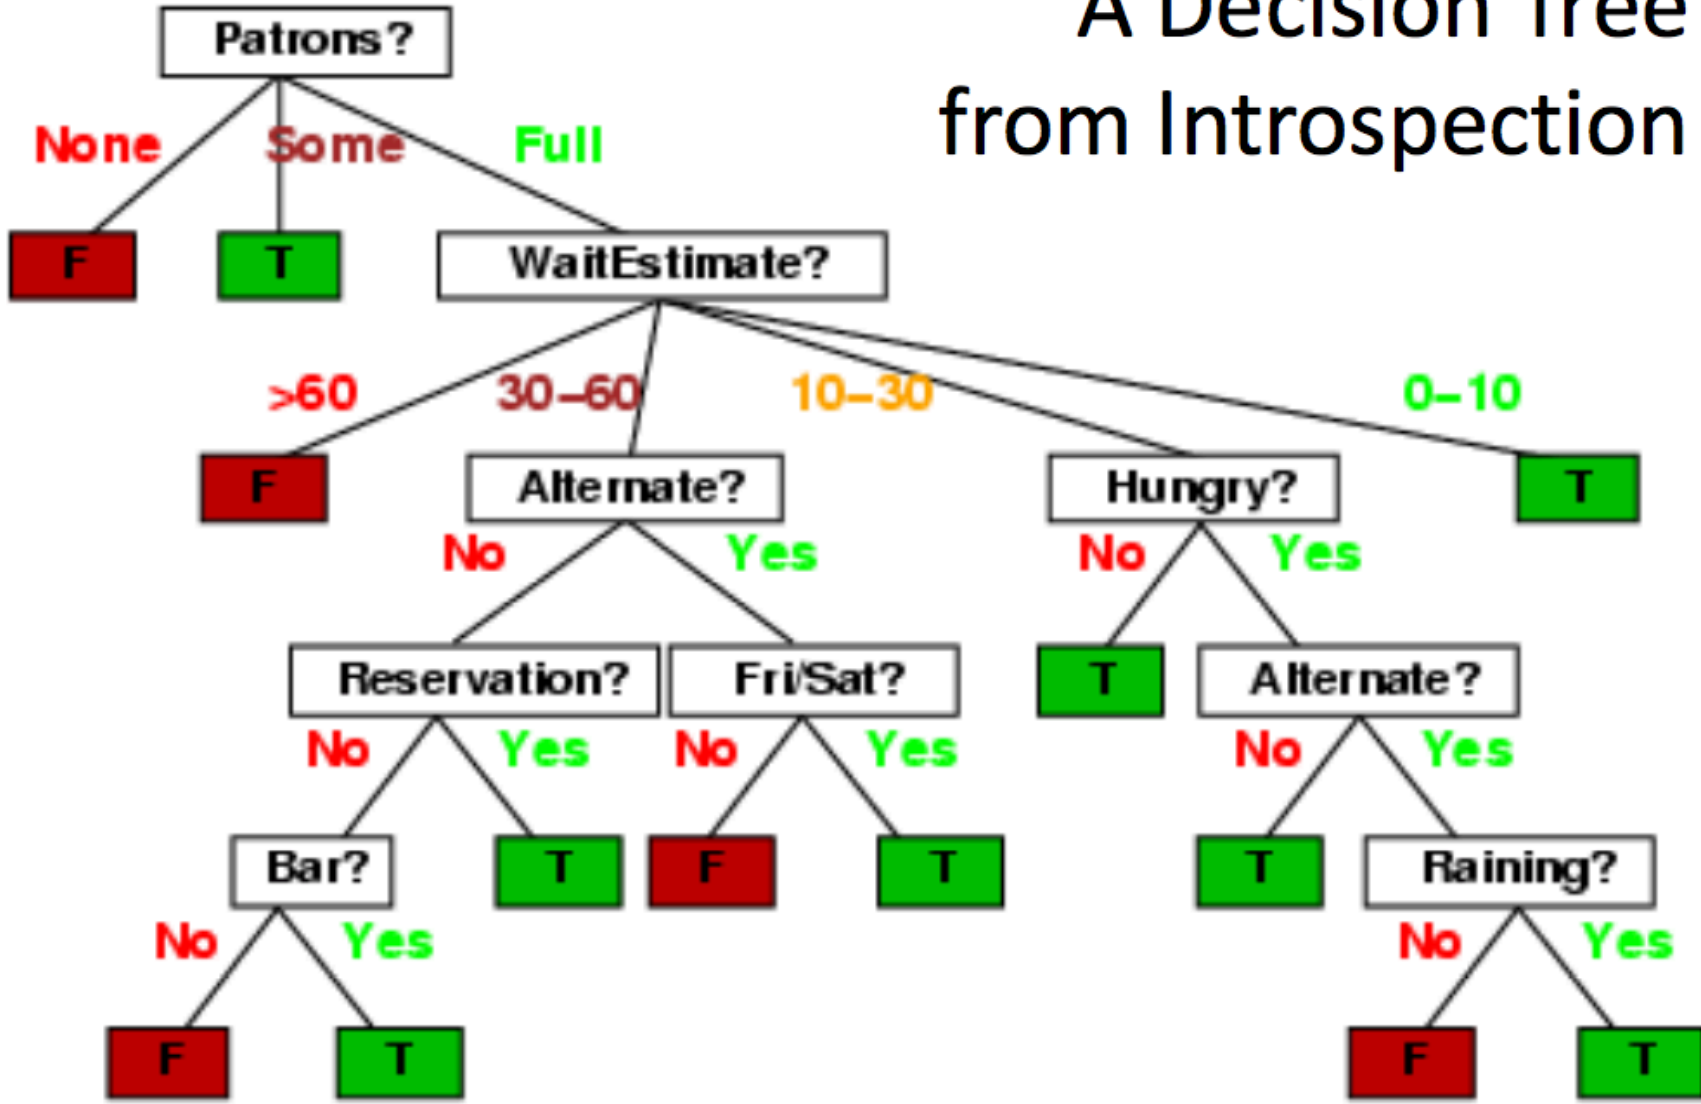 A Decision Tree
from Introspection
Patrons?
None Some Full
F T WaitEstimate?
>60 30–60 10–30 0–10
F Alternate? Hungry? T
No Yes No Yes
Reservation? Fri/Sat? T Alternate?
No Yes No Yes No Yes
Bar? T F T T Raining?
No Yes No Yes
F T F T